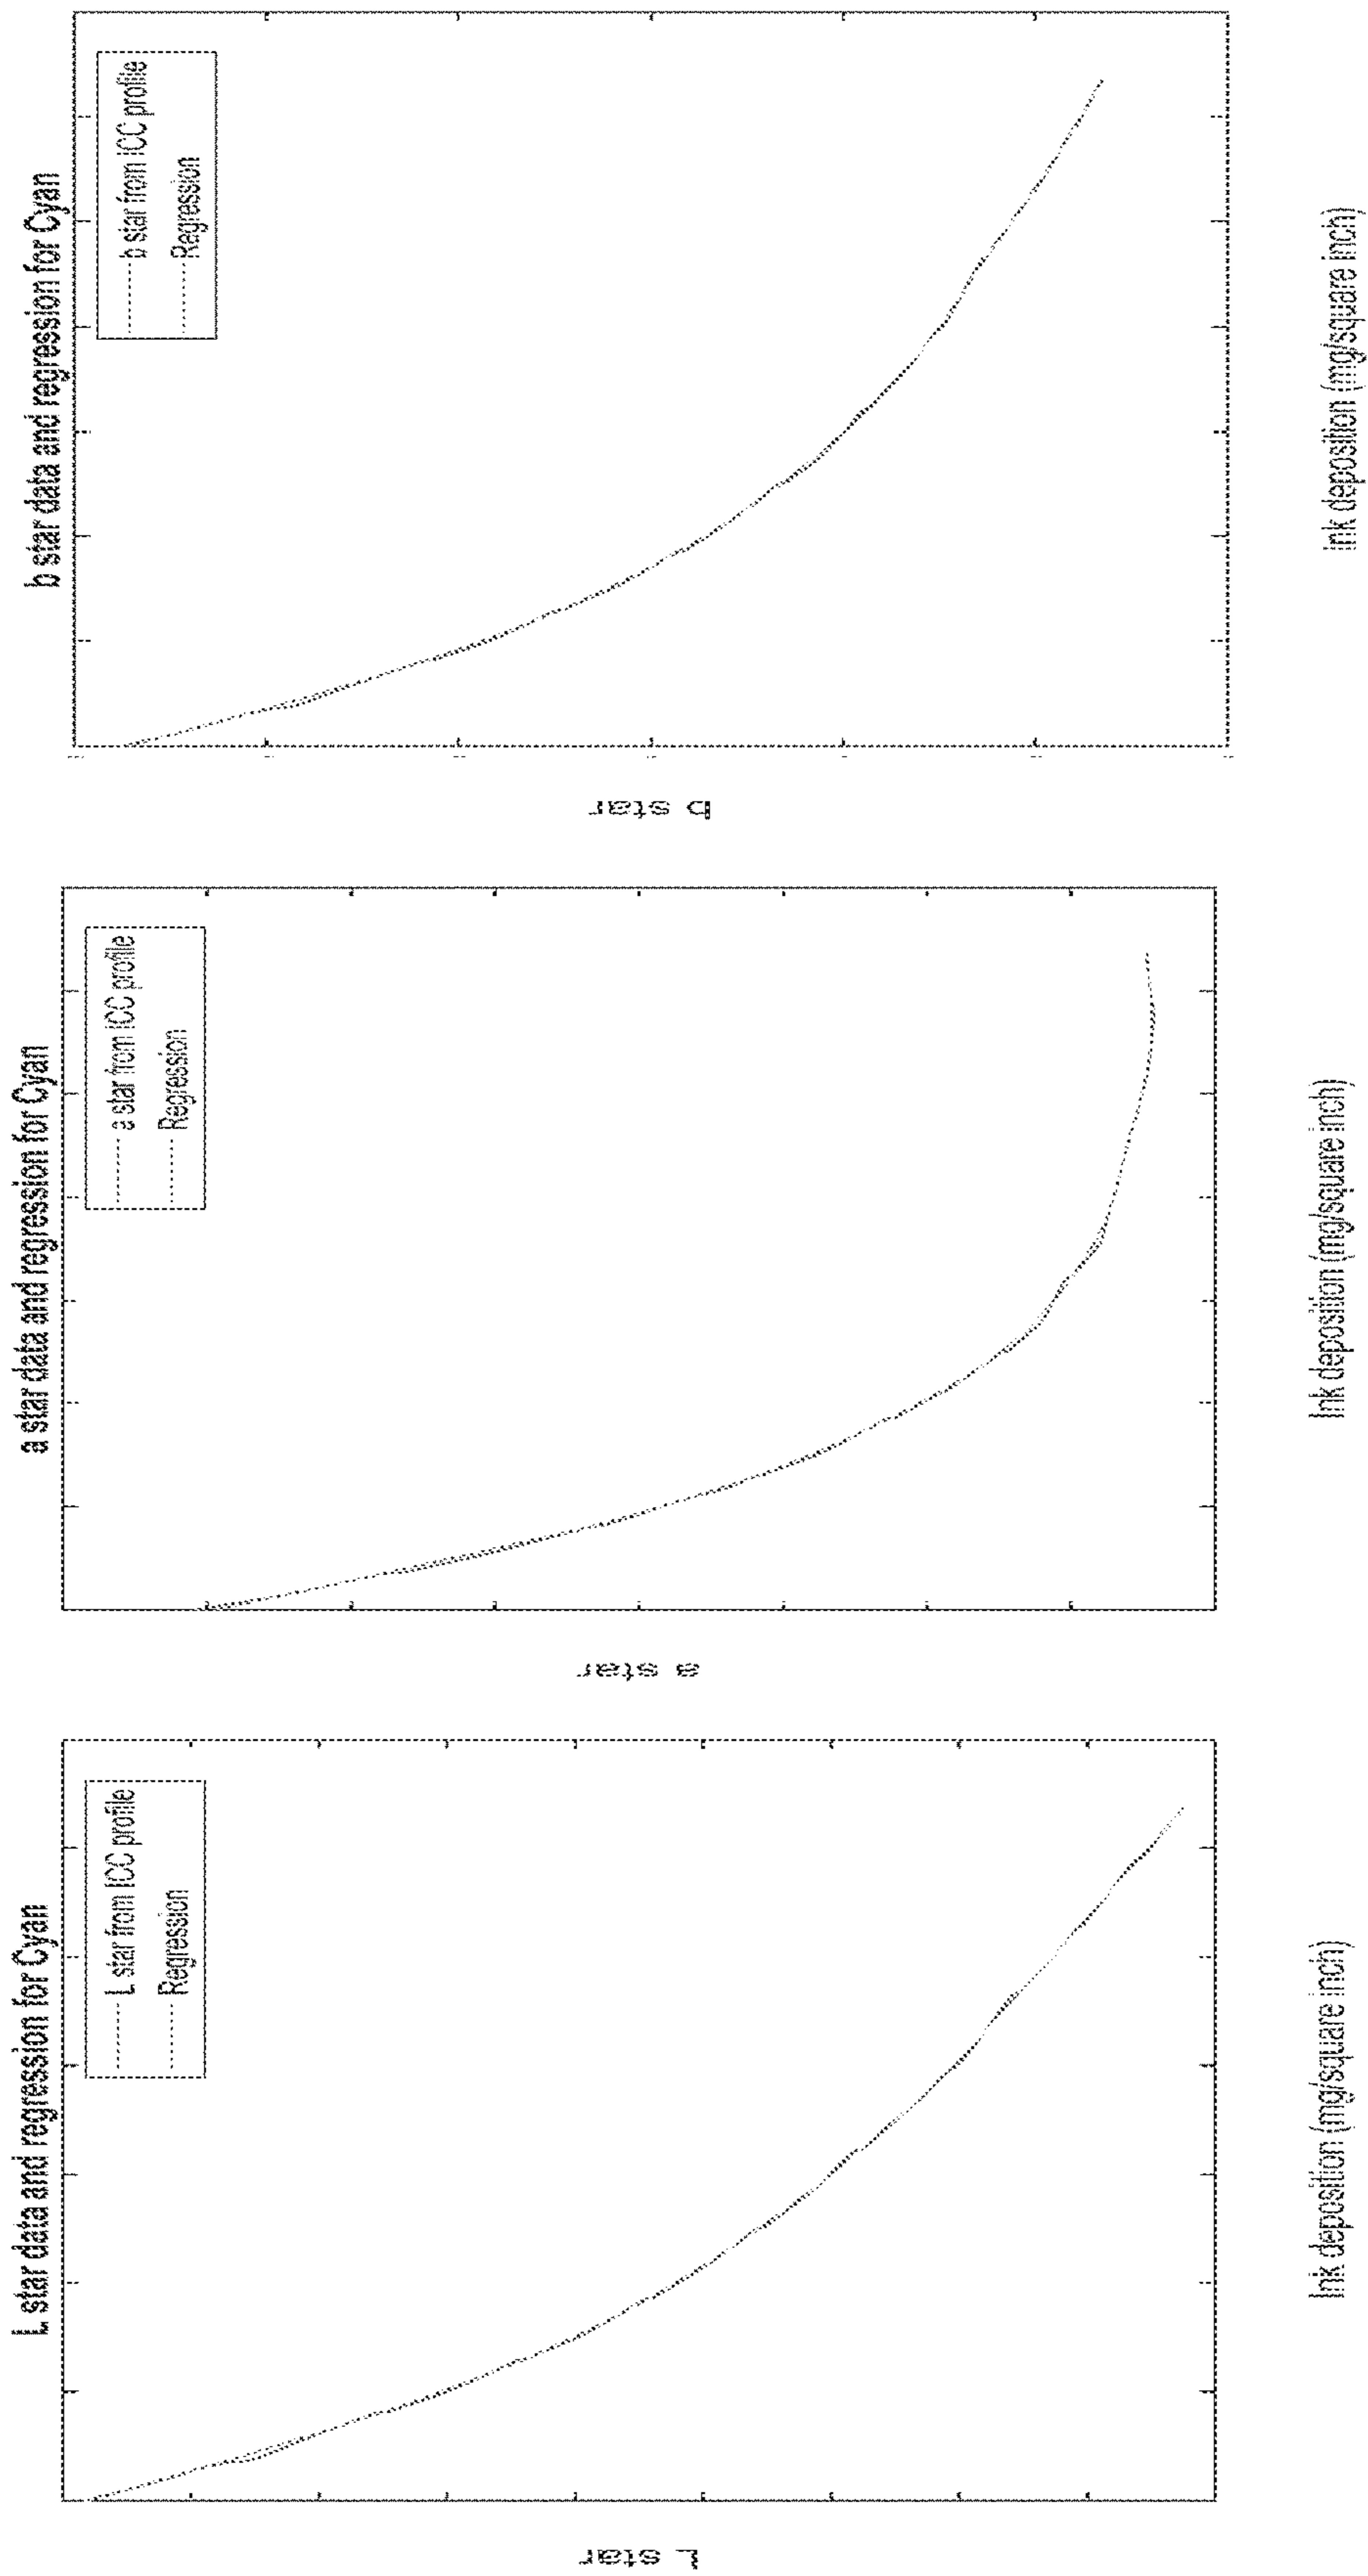 L star data and regression for Cyan
L star from ICC profile
Regression
L star
Ink deposition (mg/square inch)
a star data and regression for Cyan
a star from ICC profile
Regression
a star
Ink deposition (mg/square inch)
b star data and regression for Cyan
b star from ICC profile
Regression
b star
Ink deposition (mg/square inch)